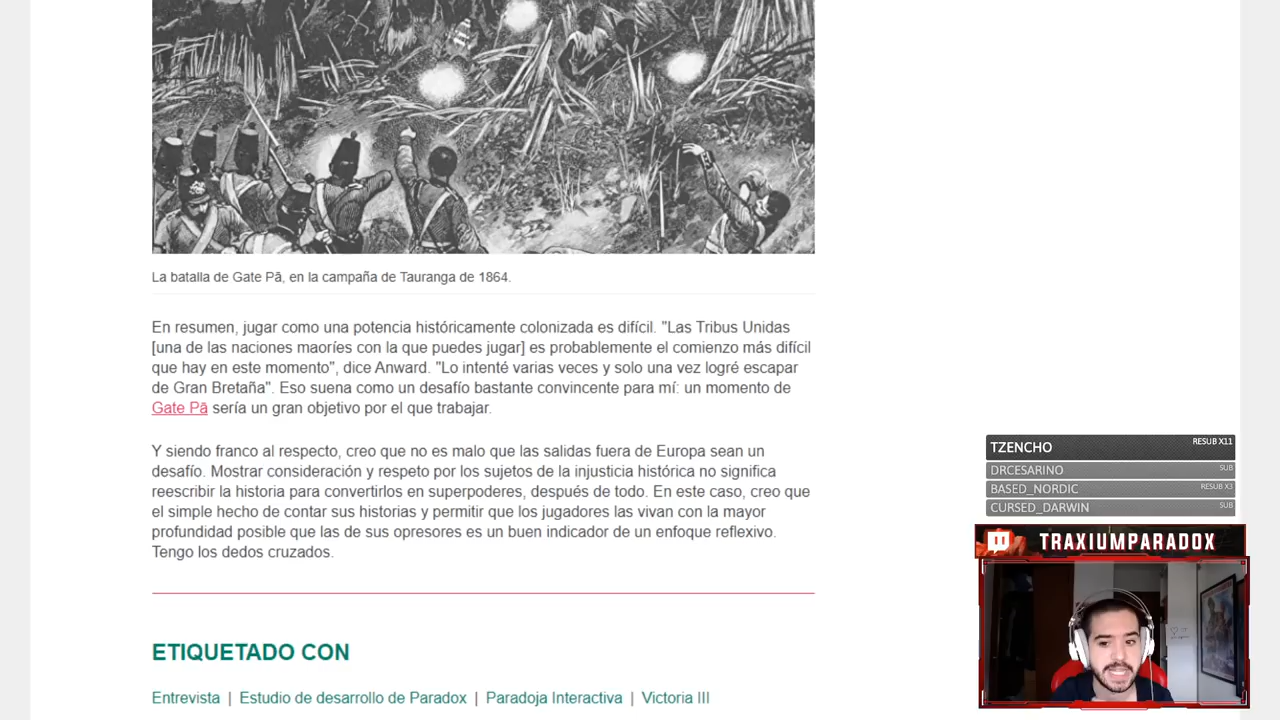 La batalla de Gate Pā, en la campaña de Tauranga de 1864.
En resumen, jugar como una potencia históricamente colonizada es difícil. "Las Tribus Unidas
[una de las naciones maoríes con la que puedes jugar] es probablemente el comienzo más difícil
que hay en este momento", dice Anward. "Lo intenté varias veces y solo una vez logré escapar
de Gran Bretaña". Eso suena como un desafío bastante convincente para mí: un momento de
Gate Pā sería un gran objetivo por el que trabajar.
Y siendo franco al respecto, creo que no es malo que las salidas fuera de Europa sean un
desafío. Mostrar consideración y respeto por los sujetos de la injusticia histórica no significa
reescribir la historia para convertirlos en superpoderes, después de todo. En este caso, creo que
el simple hecho de contar sus historias y permitir que los jugadores las vivan con la mayor
profundidad posible que las de sus opresores es un buen indicador de un enfoque reflexivo.
Tengo los dedos cruzados.
ETIQUETADO CON
Entrevista | Estudio de desarrollo de Paradox | Paradoja Interactiva | Victoria III
TZENCHO RESUB X11
DRCESARINO SUB
BASED_NORDIC RESUB X3
CURSED_DARWIN SUB
TRAXIUMPARADOX